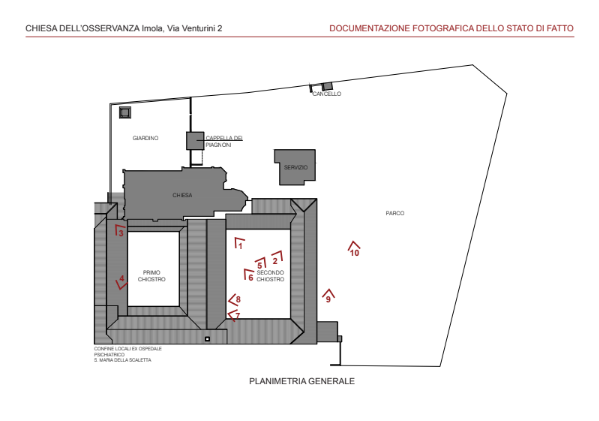 CHIESA DELL'OSSERVANZA Imola, Via Venturini 2
DOCUMENTAZIONE FOTOGRAFICA DELLO STATO DI FATTO
CANCELLO
GIARDINO
CAPPELLA DEI
PIAGNONI
SERVIZIO
CHIESA
PARCO
3
1
10
2
5
6
PRIMO
CHIOSTRO
SECONDO
CHIOSTRO
4
9
8
7
CONFINE LOCALI EX OSPEDALE
PSICHIATRICO
S. MARIA DELLA SCALETTA
PLANIMETRIA GENERALE